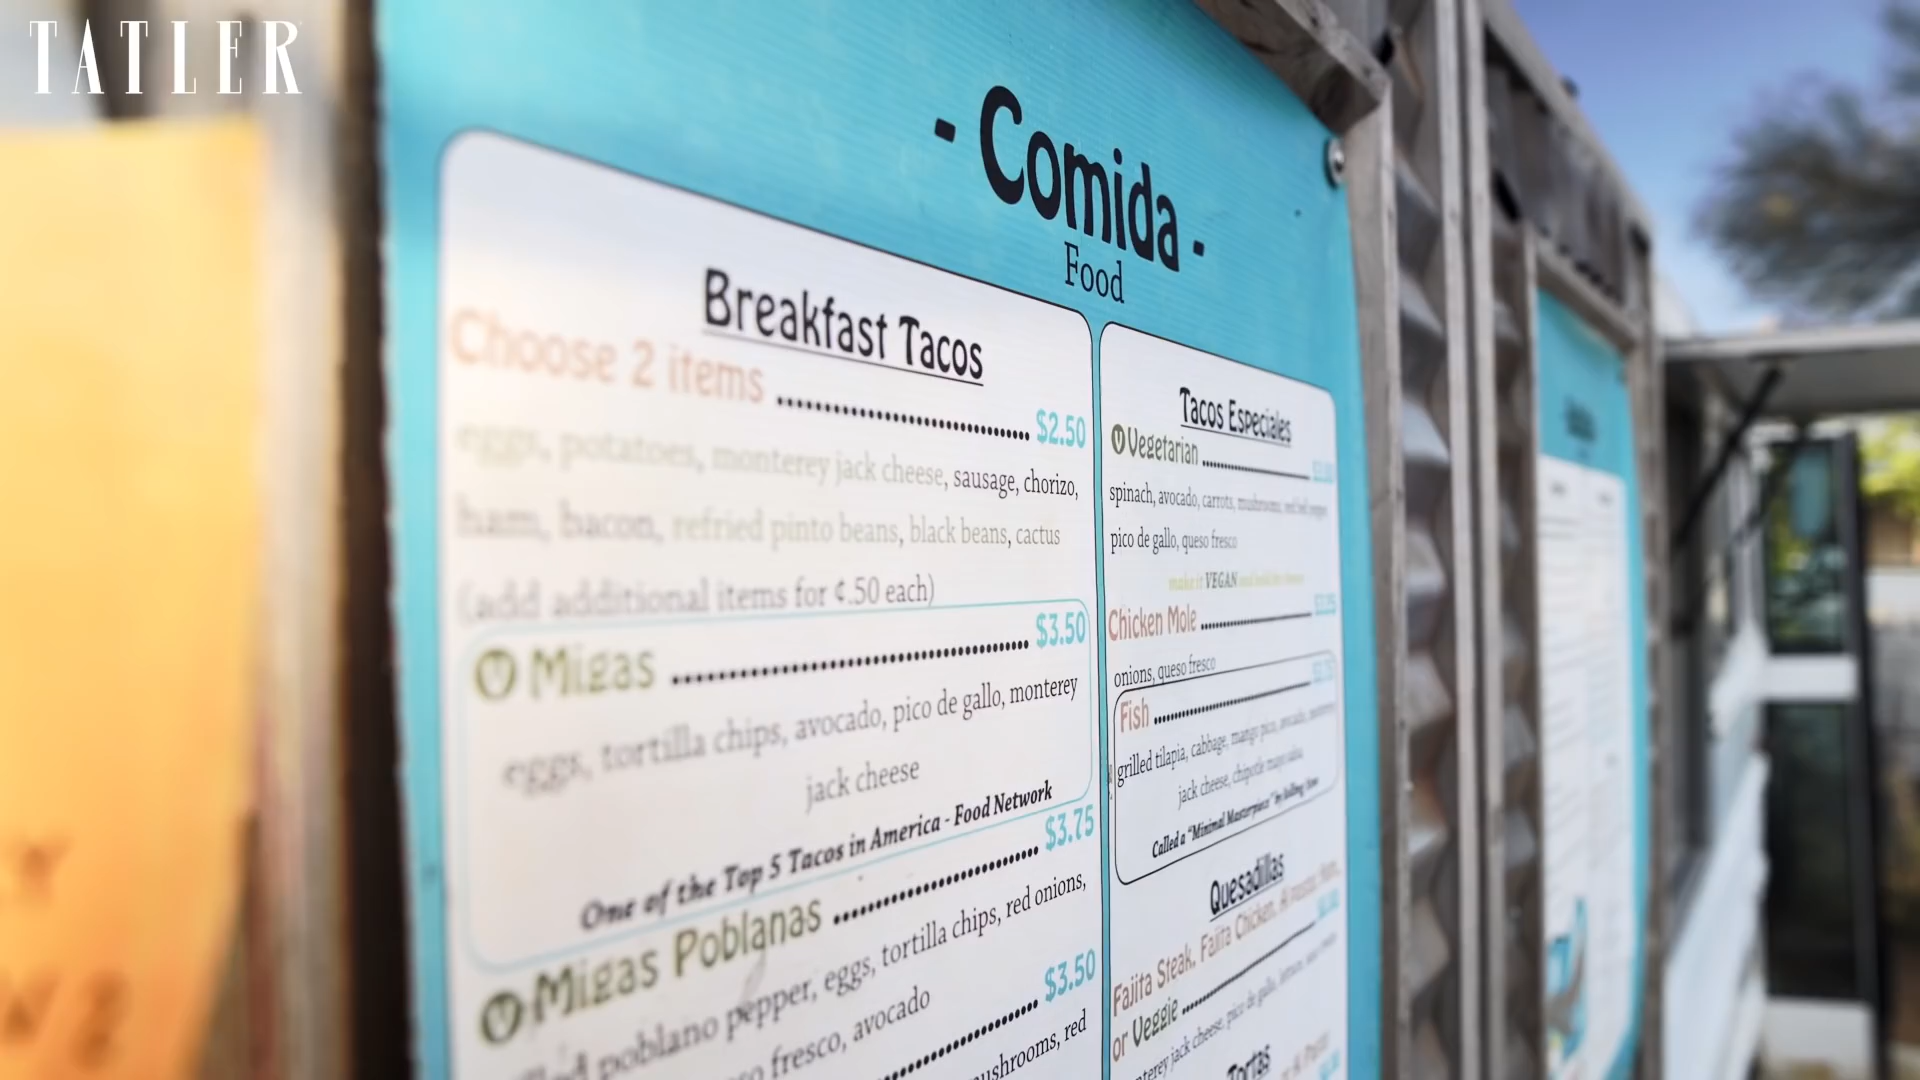 TATLER
- Comida -
Food
Breakfast Tacos
Choose 2 items $2.50
eggs, potatoes, monterey jack cheese, sausage, chorizo,
ham, bacon, refried pinto beans, black beans, cactus
(add additional items for ¢.50 each)
V Migas $3.50
eggs, tortilla chips, avocado, pico de gallo, monterey
jack cheese
One of the Top 5 Tacos in America - Food Network
V Migas Poblanas $3.75
poblano pepper, eggs, tortilla chips, red onions,
fresco, avocado
$3.50
mushrooms, red
Tacos Especiales
V Vegetarian
spinach, avocado, carrots, mushrooms, red bell pepper
pico de gallo, queso fresco
make it VEGAN
Chicken Mole
onions, queso fresco
Fish
grilled tilapia, cabbage, mango pico, avocado, monterey
jack cheese, chipotle mayo salsa
Called a "Minimal Masterpiece" by Rolling Stone
Quesadillas
Fajita Steak, Fajita Chicken, Al pastor,
or Veggie
monterey jack cheese, pico de gallo,
Tortas